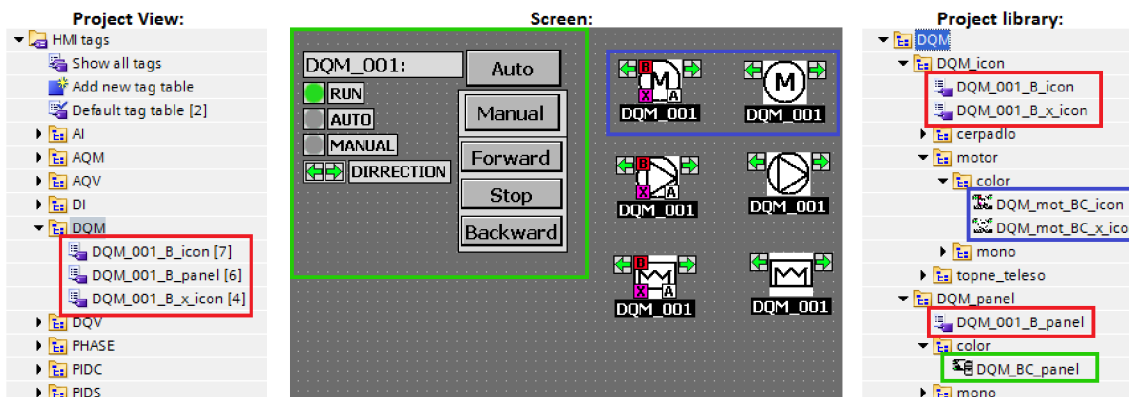 Project View:
HMI tags
Show all tags
Add new tag table
Default tag table [2]
AI
AQM
AQV
DI
DQM
DQM_001_B_icon [7]
DQM_001_B_panel [6]
DQM_001_B_x_icon [4]
DQV
PHASE
PIDC
PIDS
Screen:
DQM_001:
Auto
RUN
AUTO
MANUAL
DIRRECTION
Manual
Forward
Stop
Backward
B
M
X A
DQM_001
M
DQM_001
B
X A
DQM_001
DQM_001
B
X A
DQM_001
DQM_001
Project library:
DQM
DQM_icon
DQM_001_B_icon
DQM_001_B_x_icon
cerpadlo
motor
color
DQM_mot_BC_icon
DQM_mot_BC_x_ico
mono
topne_teleso
DQM_panel
DQM_001_B_panel
color
DQM_BC_panel
mono